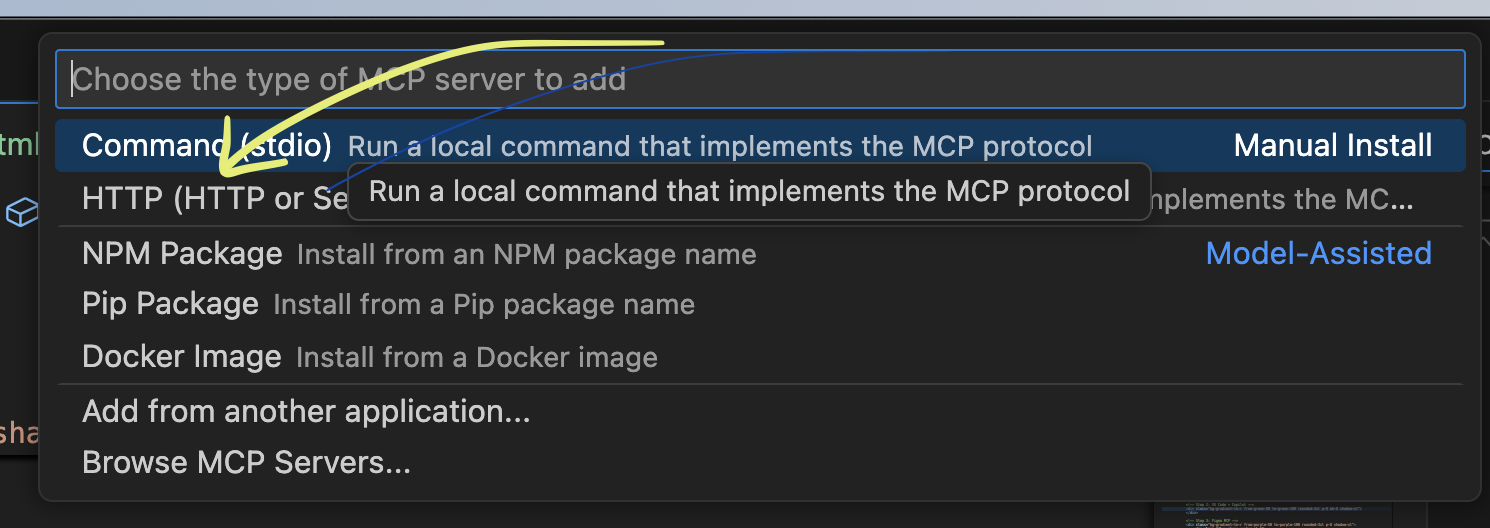 Choose the type of MCP server to add
tml
Command (stdio) Run a local command that implements the MCP protocol Manual Install
Run a local command that implements the MCP protocol
HTTP (HTTP or Se mplements the MC...
NPM Package Install from an NPM package name Model-Assisted
Pip Package Install from a Pip package name
Docker Image Install from a Docker image
Add from another application...
sha
Browse MCP Servers...